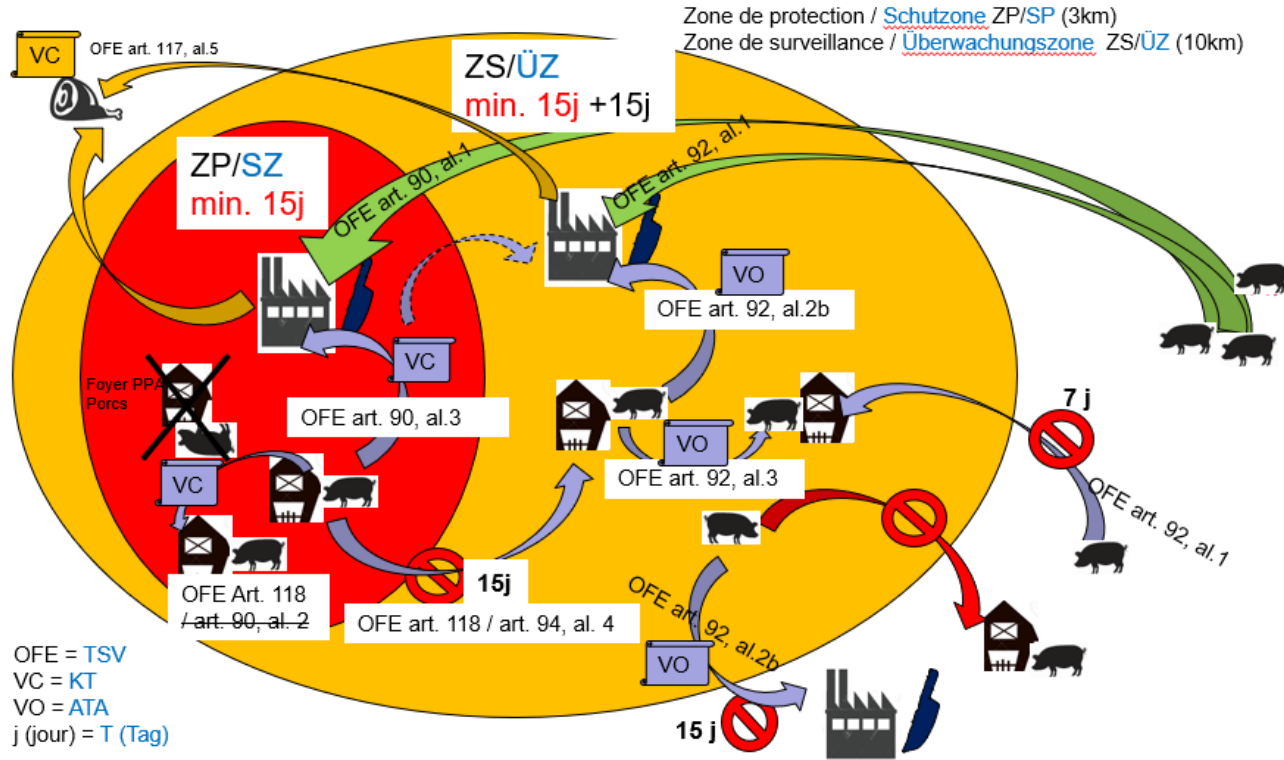 Zone de protection / Schutzone ZP/SP (3km)
Zone de surveillance / Überwachungszone ZS/ÜZ (10km)
VC
OFE art. 117, al.5
ZS/ÜZ
min. 15j +15j
ZP/SZ
min. 15j
OFE art. 90, al.1
OFE art. 92, al.1
VO
OFE art. 92, al.2b
VC
OFE art. 90, al.3
Foyer PPA
Porcs
7 j
VO
OFE art. 92, al.3
VC
OFE art. 92, al.1
15j
OFE Art. 118
/ art. 90, al. 2
OFE art. 118 / art. 94, al. 4
OFE art. 92, al.2b
VO
15 j
OFE = TSV
VC = KT
VO = ATA
j (jour) = T (Tag)